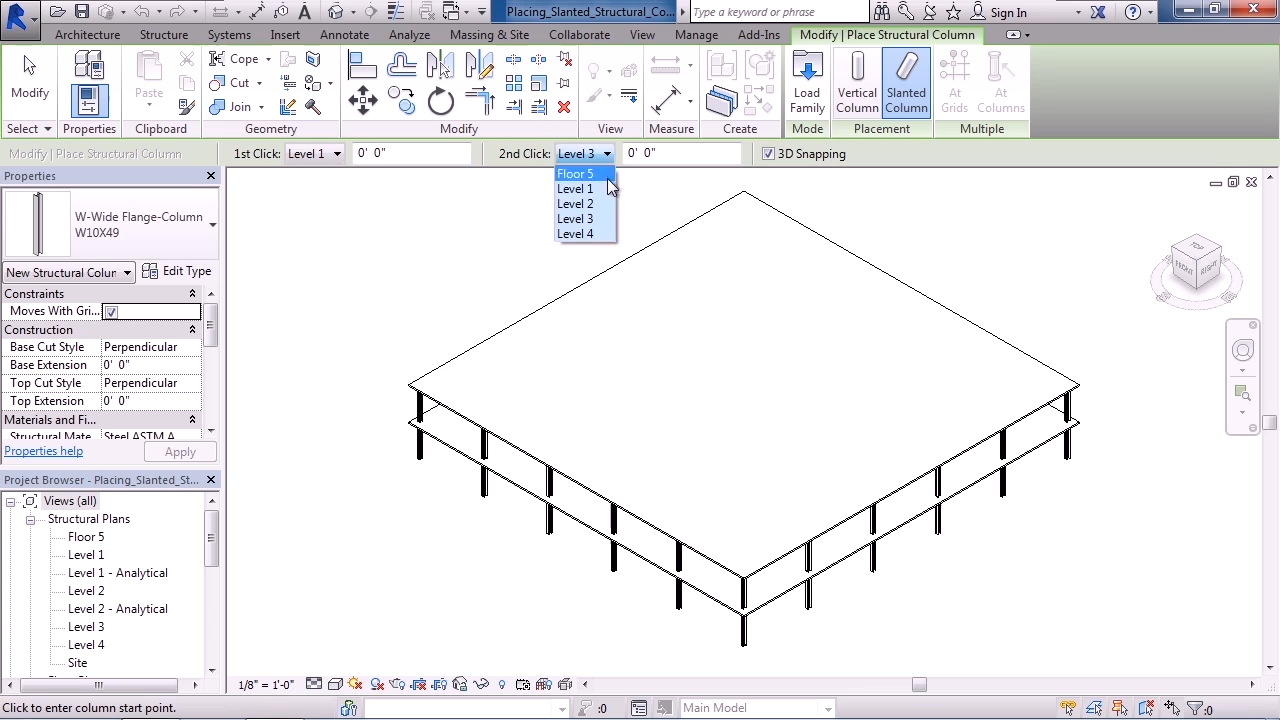 Placing_Slanted_Structural_Co...
Type a keyword or phrase
Sign In
Architecture Structure Systems Insert Annotate Analyze Massing & Site Collaborate View Manage Add-Ins Modify | Place Structural Column
Modify
Paste
Cope
Cut
Join
Load Family
Vertical Column
Slanted Column
At Grids
At Columns
Select Properties Clipboard Geometry Modify View Measure Create Mode Placement Multiple
Modify | Place Structural Column 1st Click: Level 1 0' 0" 2nd Click: Level 3 0' 0" 3D Snapping
Floor 5
Level 1
Level 2
Level 3
Level 4
Properties
W-Wide Flange-Column
W10X49
New Structural Colur Edit Type
Constraints
Moves With Gri...
Construction
Base Cut Style Perpendicular
Base Extension 0' 0"
Top Cut Style Perpendicular
Top Extension 0' 0"
Materials and Fi...
Structural Mate Steel ASTM A
Properties help Apply
Project Browser - Placing_Slanted_St...
Views (all)
Structural Plans
Floor 5
Level 1
Level 1 - Analytical
Level 2
Level 2 - Analytical
Level 3
Level 4
Site
TOP
FRONT
RIGHT
1/8" = 1'-0"
Click to enter column start point. :0 Main Model :0